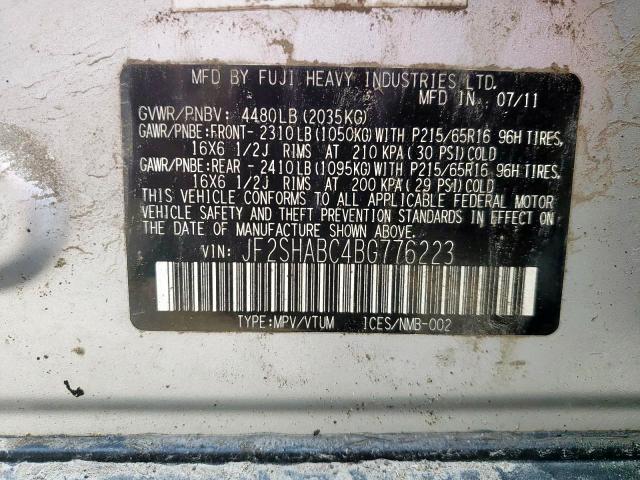 MFD BY FUJI HEAVY INDUSTRIES LTD.
MFD IN 07/11
GVWR/PNBV: 4480LB (2035KG)
GAWR/PNBE:FRONT- 2310LB(1050KG)WITH P215/65R16 96H TIRES,
16X6 1/2J RIMS AT 210 KPA (30 PSI)COLD
GAWR/PNBE:REAR - 2410LB(1095KG)WITH P215/65R16 96H TIRES,
16X6 1/2J RIMS AT 200 KPA (29 PSI)COLD
THIS VEHICLE CONFORMS TO ALL APPLICABLE FEDERAL MOTOR
VEHICLE SAFETY AND THEFT PREVENTION STANDARDS IN EFFECT ON
THE DATE OF MANUFACTURE SHOWN ABOVE.
VIN: JF2SHABC4BG776223
TYPE:MPV/VTUM ICES/NMB-002